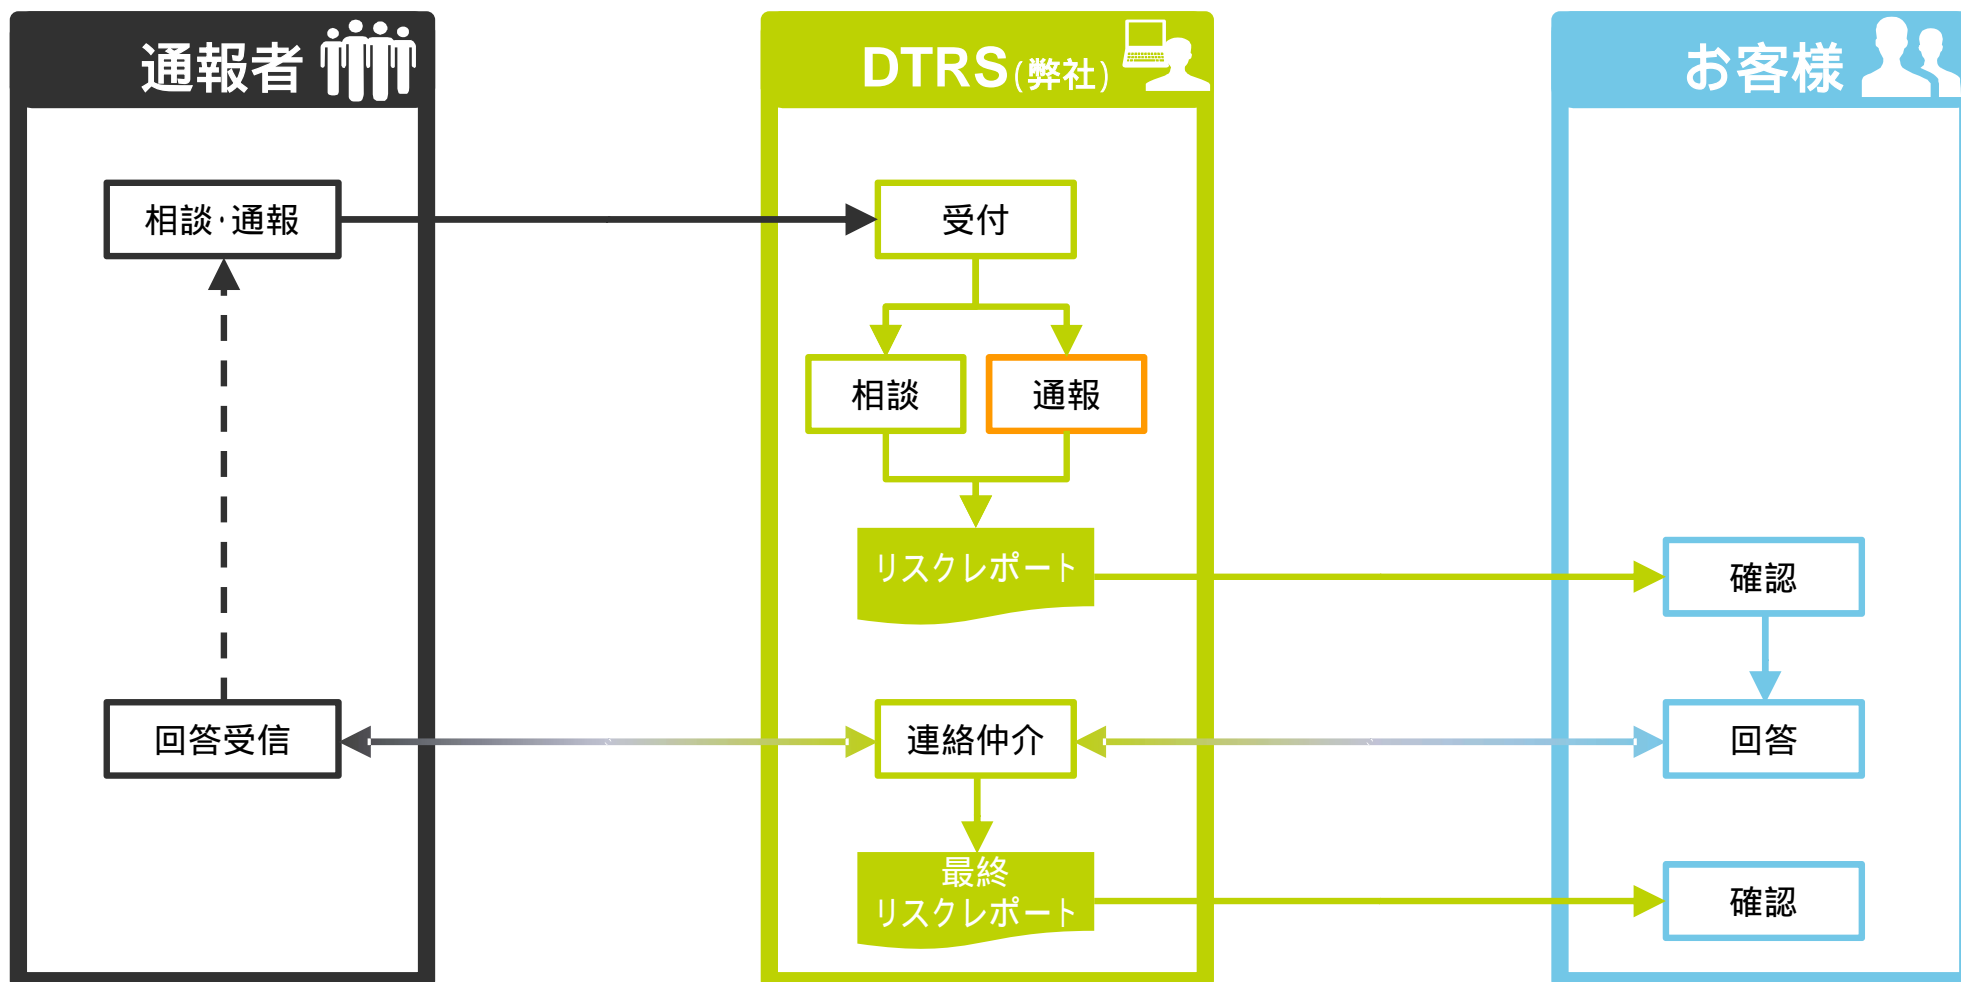 通報者
DTRS(弊社)
お客様
相談・通報
受付
相談
通報
リスクレポート
確認
回答受信
連絡仲介
回答
最終
リスクレポート
確認